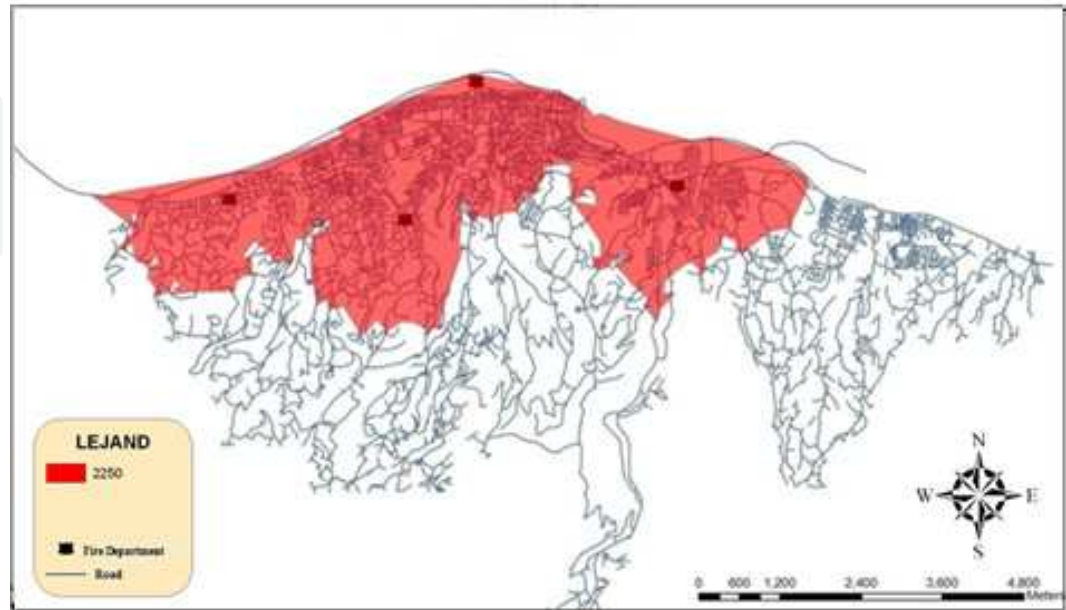 LEJAND
2250
Fire Department
Road
N
W E
S
0 600 1,200 2,400 3,600 4,800
Meters